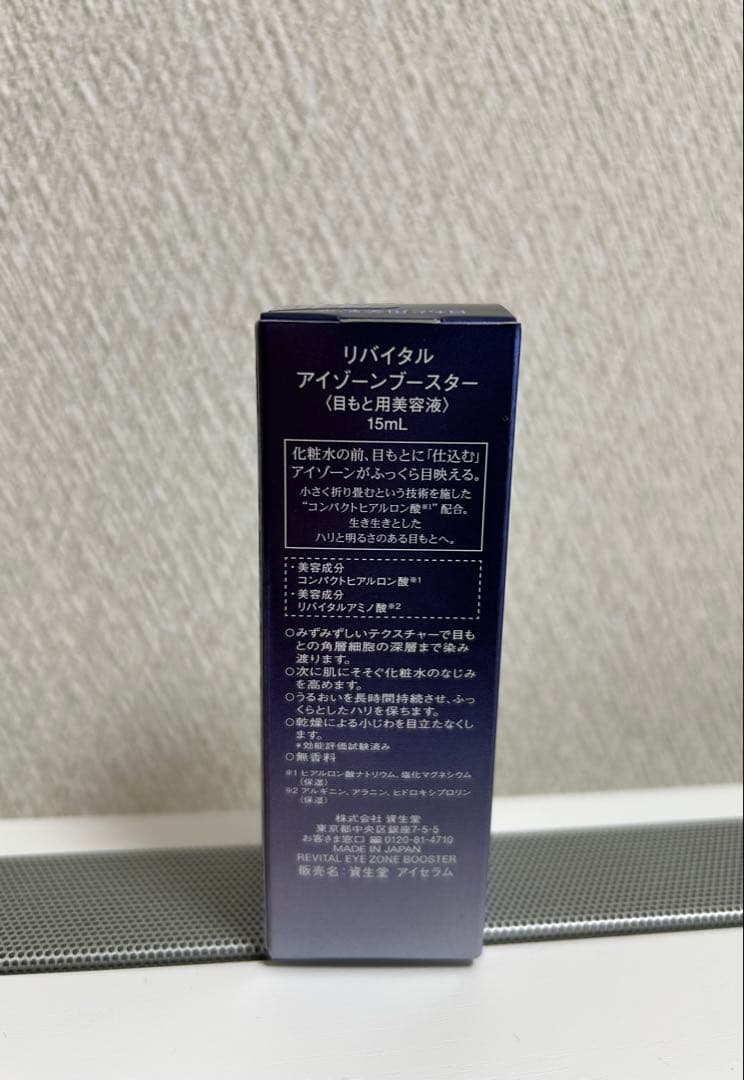 リバイタル
アイゾーンブースター
〈目もと用美容液〉
15mL
化粧水の前、目もとに「仕込む」
アイゾーンがふっくら目映える。
小さく折り畳むという技術を施した
“コンパクトヒアルロン酸※1”配合。
生き生きとした
ハリと明るさのある目もとへ。
・美容成分
コンパクトヒアルロン酸※1
・美容成分
リバイタルアミノ酸※2
○みずみずしいテクスチャーで目も
との角層細胞の深層まで染み
渡ります。
○次に肌にそそぐ化粧水のなじみ
を高めます。
○うるおいを長時間持続させ、ふっ
くらとしたハリを保ちます。
○乾燥による小じわを目立たなくし
ます。
*効能評価試験済み
○無香料
※1 ヒアルロン酸ナトリウム、塩化マグネシウム
(保湿)
※2 アルギニン、アラニン、ヒドロキシプロリン
(保湿)
株式会社 資生堂
東京都中央区銀座7-5-5
お客さま窓口 0120-81-4710
MADE IN JAPAN
REVITAL EYE ZONE BOOSTER
販売名：資生堂 アイセラム